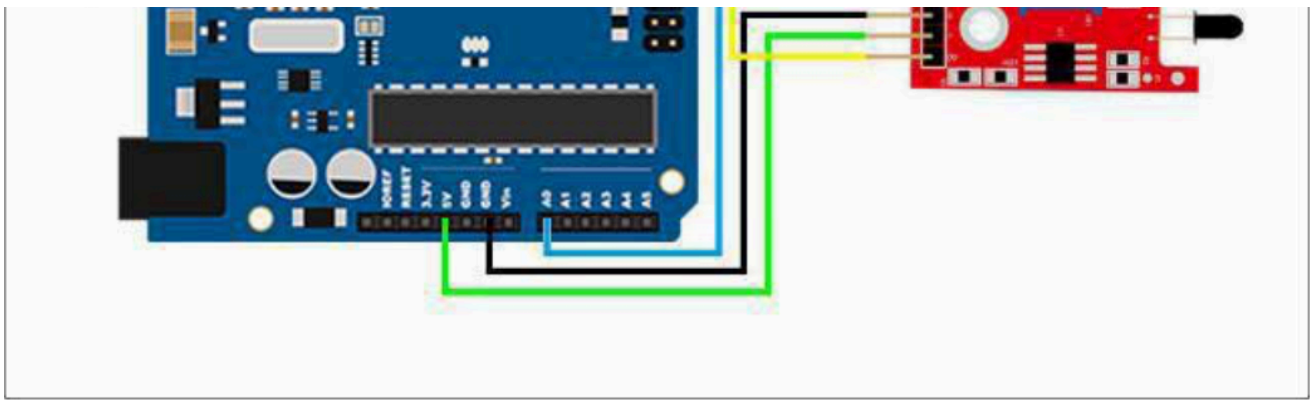 IOREF
RESET
3.3V
5V
GND
GND
Vin
A0
A1
A2
A3
A4
A5